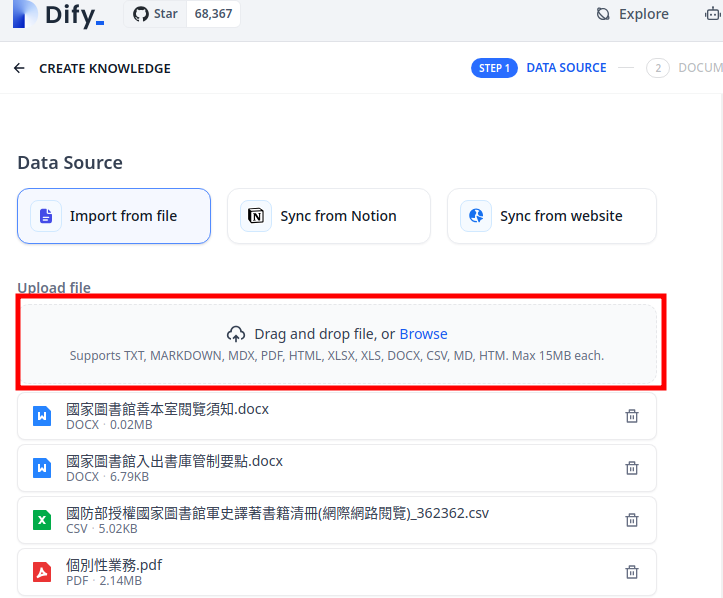 Dify_
Star 68,367
Explore
CREATE KNOWLEDGE
STEP 1 DATA SOURCE 2 DOCUM
Data Source
Import from file
Sync from Notion
Sync from website
Upload file
Drag and drop file, or Browse
Supports TXT, MARKDOWN, MDX, PDF, HTML, XLSX, XLS, DOCX, CSV, MD, HTM. Max 15MB each.
國家圖書館善本室閱覽須知.docx
DOCX · 0.02MB
國家圖書館入出書庫管制要點.docx
DOCX · 6.79KB
國防部授權國家圖書館軍史譯著書籍清冊(網際網路閱覽)_362362.csv
CSV · 5.02KB
個別性業務.pdf
PDF · 2.14MB